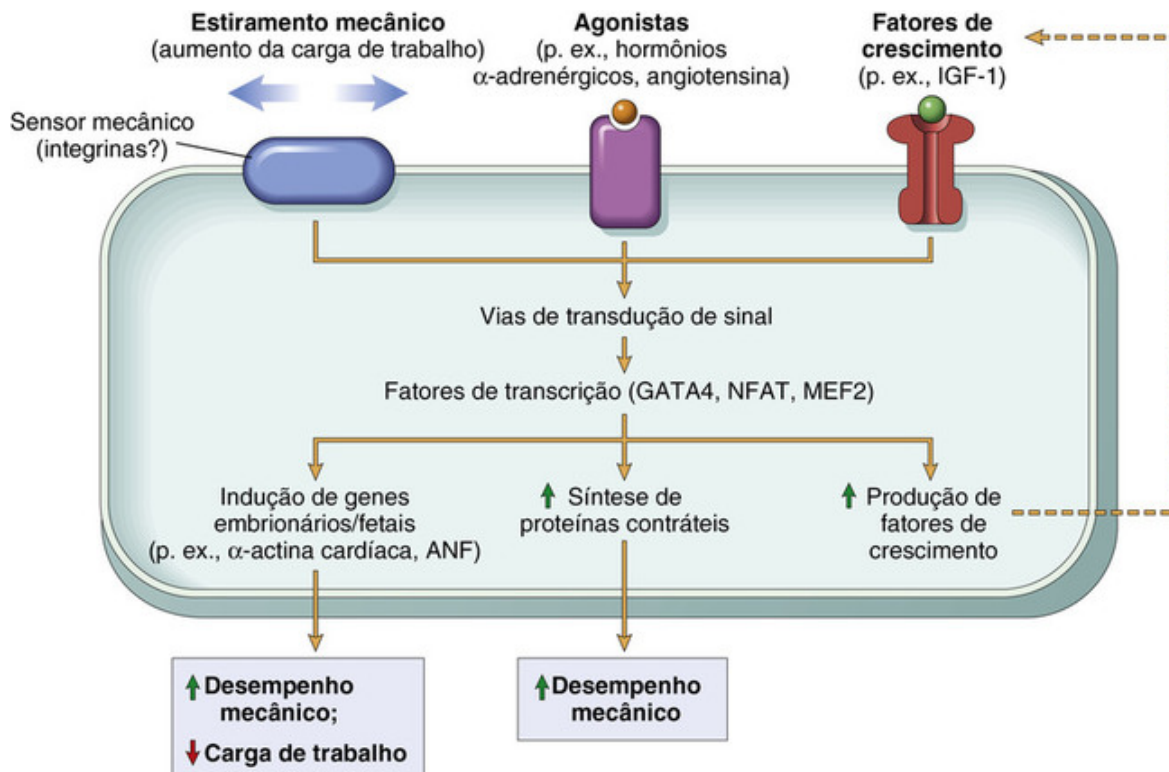 Estiramento mecânico
(aumento da carga de trabalho)
Agonistas
(p. ex., hormônios
α-adrenérgicos, angiotensina)
Fatores de
crescimento
(p. ex., IGF-1)
Sensor mecânico
(integrinas?)
Vias de transdução de sinal
Fatores de transcrição (GATA4, NFAT, MEF2)
Indução de genes
embrionários/fetais
(p. ex., α-actina cardíaca, ANF)
Síntese de
proteínas contráteis
Produção de
fatores de
crescimento
Desempenho
mecânico;
Carga de trabalho
Desempenho
mecânico